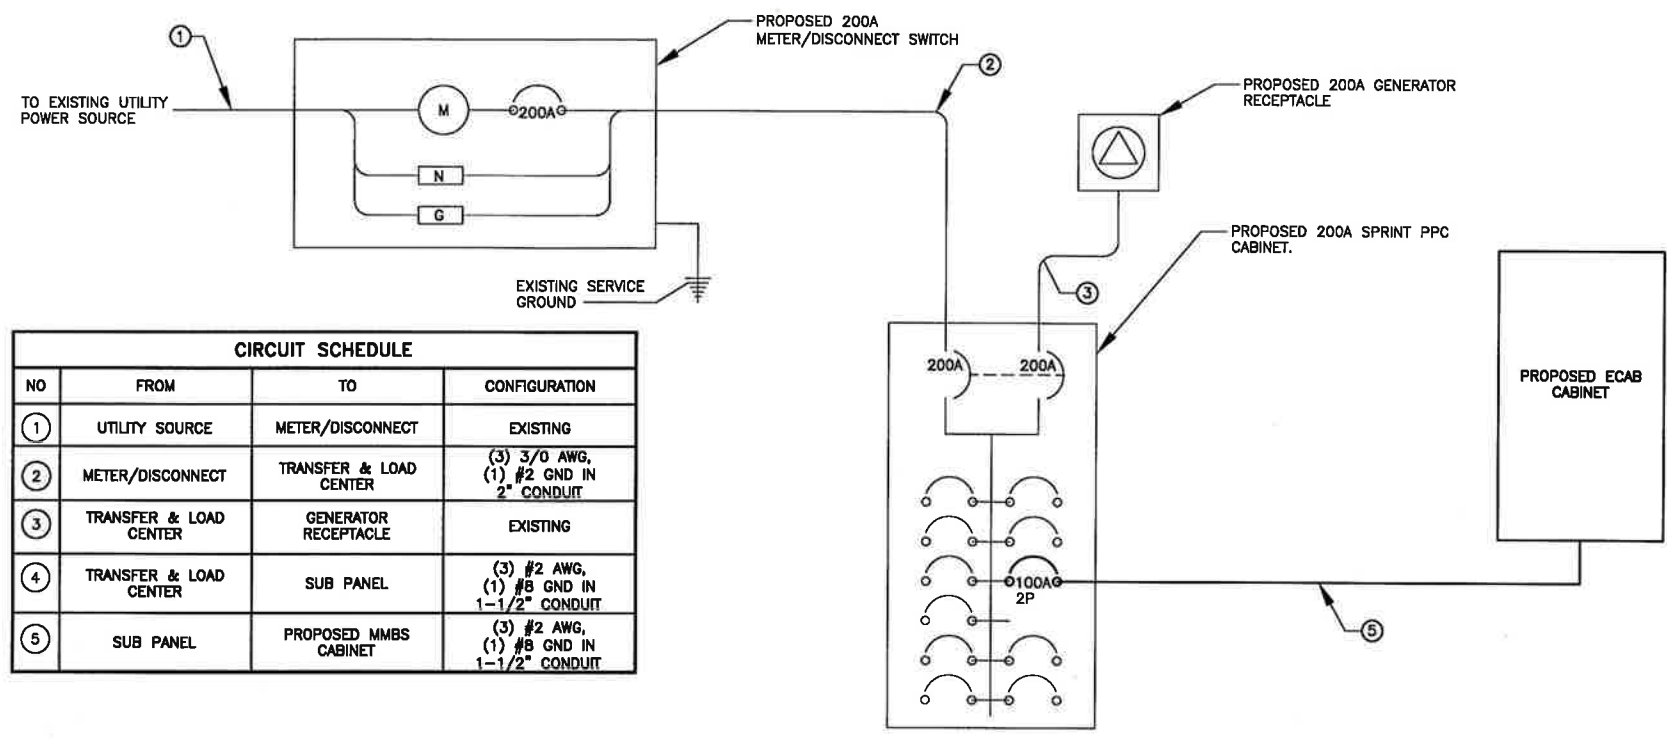 1
PROPOSED 200A
METER/DISCONNECT SWITCH
2
TO EXISTING UTILITY
POWER SOURCE
M
200A
N
G
PROPOSED 200A GENERATOR
RECEPTACLE
PROPOSED 200A SPRINT PPC
CABINET.
EXISTING SERVICE
GROUND
3
200A
200A
100A
2P
PROPOSED ECAB
CABINET
5
CIRCUIT SCHEDULE
NO FROM TO CONFIGURATION
1 UTILITY SOURCE METER/DISCONNECT EXISTING
2 METER/DISCONNECT TRANSFER & LOAD
CENTER (3) 3/0 AWG,
(1) #2 GND IN
2" CONDUIT
3 TRANSFER & LOAD
CENTER GENERATOR
RECEPTACLE EXISTING
4 TRANSFER & LOAD
CENTER SUB PANEL (3) #2 AWG,
(1) #8 GND IN
1-1/2" CONDUIT
5 SUB PANEL PROPOSED MMBS
CABINET (3) #2 AWG,
(1) #8 GND IN
1-1/2" CONDUIT